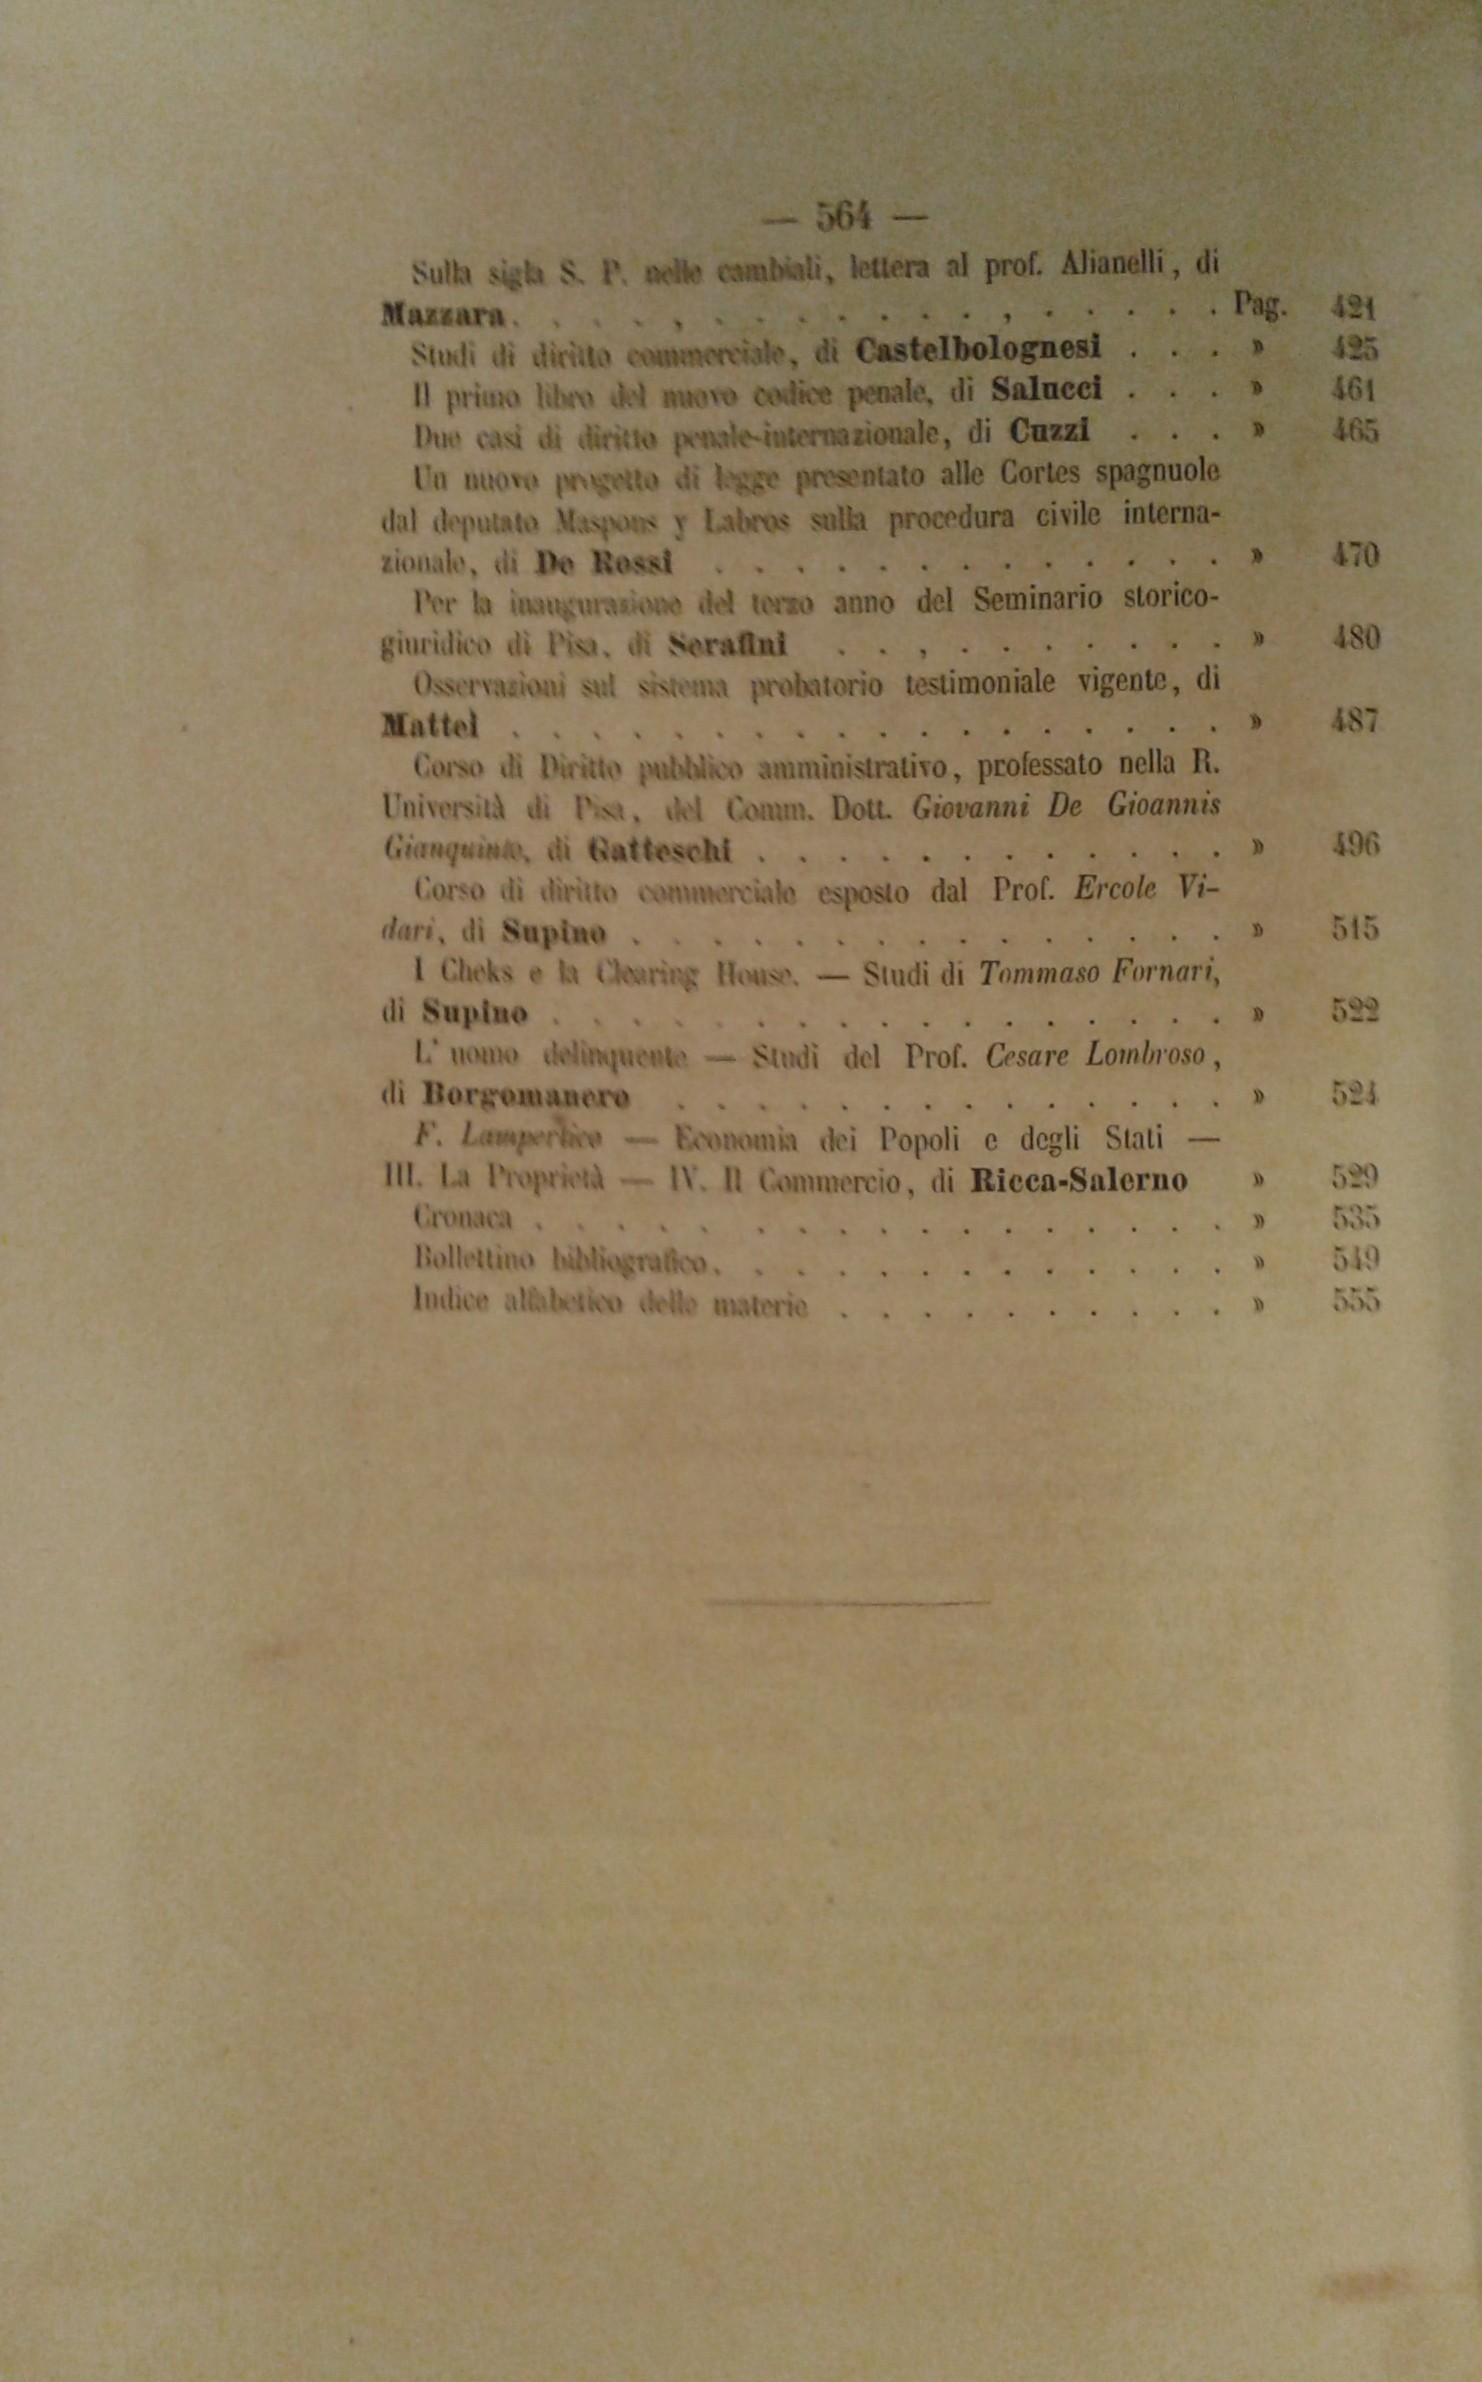 — 564 —
Sulla sigla S. P. nelle cambiali, lettera al prof. Alianelli, di
Mazzara. . . . , . . . . . . . , . . . . . Pag. 421
Studi di diritto commerciale, di Castelbolognesi . . . » 425
Il primo libro del nuovo codice penale, di Salucci . . . » 461
Due casi di diritto penale-internazionale, di Cuzzi . . . » 465
Un nuovo progetto di legge presentato alle Cortes spagnuole
dal deputato Maspons y Labros sulla procedura civile interna-
zionale, di De Rossi . . . . . . . . . . . . . » 470
Per la inaugurazione del terzo anno del Seminario storico-
giuridico di Pisa, di Serafini . . , . . . . . . . » 480
Osservazioni sul sistema probatorio testimoniale vigente, di
Mattei . . . . . . . . . . . . . . . . . . » 487
Corso di Diritto pubblico amministrativo, professato nella R.
Università di Pisa, del Comm. Dott. Giovanni De Gioannis
Gianquinto, di Gatteschi . . . . . . . . . . . . » 496
Corso di diritto commerciale esposto dal Prof. Ercole Vi-
dari, di Supino . . . . . . . . . . . . . . . » 515
I Cheks e la Clearing House. — Studi di Tommaso Fornari,
di Supino . . . . . . . . . . . . . . . . . » 522
L' uomo delinquente — Studi del Prof. Cesare Lombroso,
di Borgomanero . . . . . . . . . . . . . . » 524
F. Lampertico — Economia dei Popoli e degli Stati —
III. La Proprietà — IV. Il Commercio, di Ricca-Salerno » 529
Cronaca . . . . . . . . . . . . . . . . . » 535
Bollettino bibliografico. . . . . . . . . . . . . » 549
Indice alfabetico delle materie . . . . . . . . . . » 555